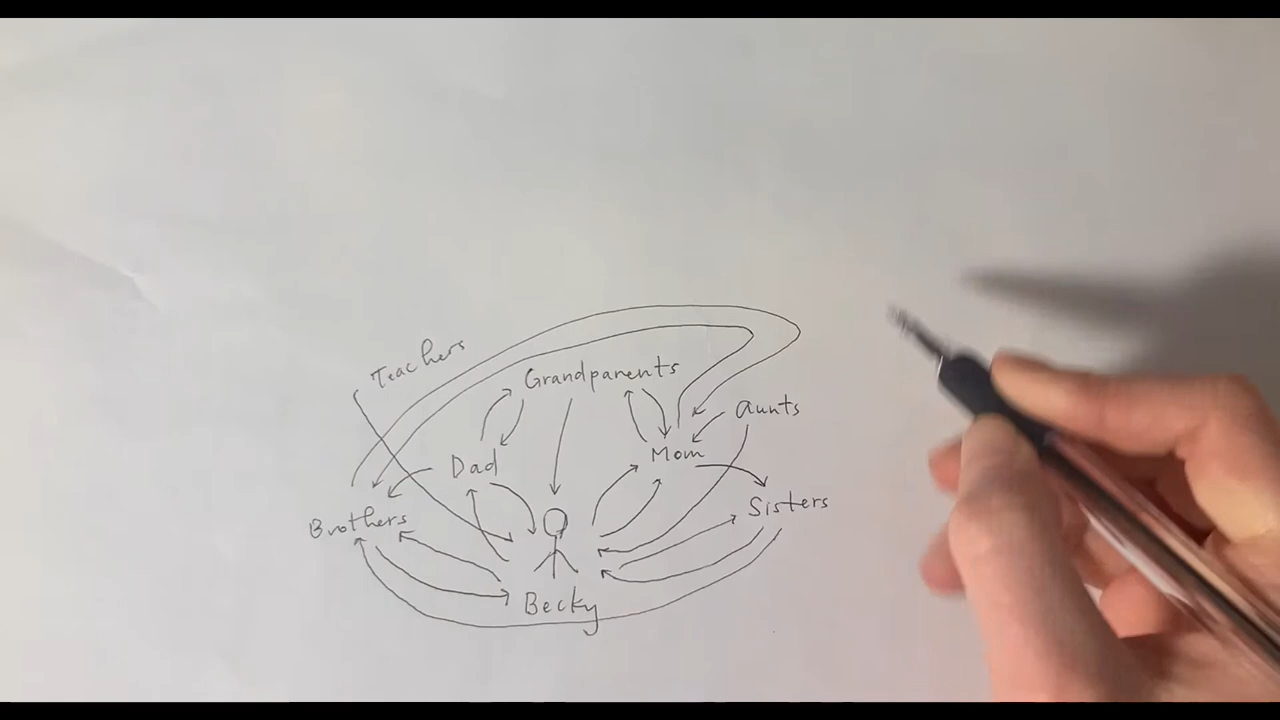 Teachers
Grandparents
aunts
Dad
Mom
Sisters
Brothers
Becky